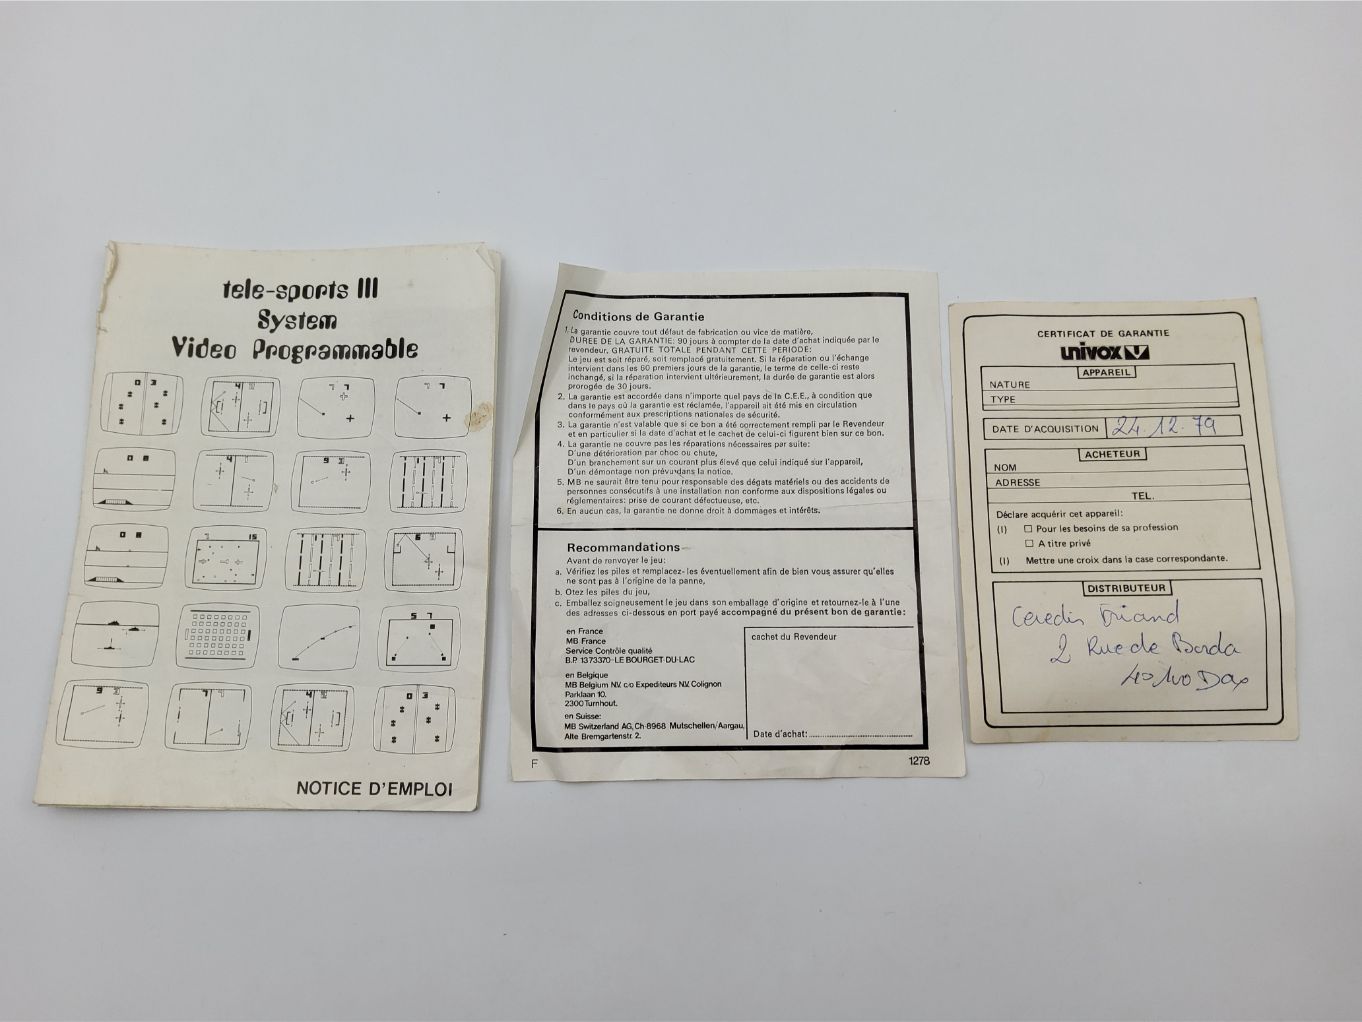 tele-sports III
System
Video Programmable
NOTICE D'EMPLOI
Conditions de Garantie
1. La garantie couvre tout défaut de fabrication ou vice de matière,
DUREE DE LA GARANTIE: 90 jours à compter de la date d'achat indiquée par le
revendeur, GRATUITE TOTALE PENDANT CETTE PERIODE:
Le jeu est soit réparé, soit remplacé gratuitement. Si la réparation ou l'échange
intervient dans les 60 premiers jours de la garantie, le terme de celle-ci reste
inchangé, si la réparation intervient ultérieurement, la durée de garantie est alors
prorogée de 30 jours.
2. La garantie est accordée dans n'importe quel pays de la C.E.E., à condition que
dans le pays où la garantie est réclamée, l'appareil ait été mis en circulation
conformément aux prescriptions nationales de sécurité.
3. La garantie n'est valable que si ce bon a été correctement rempli par le Revendeur
et en particulier si la date d'achat et le cachet de celui-ci figurent bien sur ce bon.
4. La garantie ne couvre pas les réparations nécessaires par suite:
D'une détérioration par choc ou chute,
D'un branchement sur un courant plus élevé que celui indiqué sur l'appareil,
D'un démontage non prévu dans la notice.
5. MB ne saurait être tenu pour responsable des dégats matériels ou des accidents de
personnes consécutifs à une installation non conforme aux dispositions légales ou
réglementaires: prise de courant défectueuse, etc.
6. En aucun cas, la garantie ne donne droit à dommages et intérêts.
Recommandations
Avant de renvoyer le jeu:
a. Vérifiez les piles et remplacez-les éventuellement afin de bien vous assurer qu'elles
ne sont pas à l'origine de la panne,
b. Otez les piles du jeu,
c. Emballez soigneusement le jeu dans son emballage d'origine et retournez-le à l'une
des adresses ci-dessous en port payé accompagné du présent bon de garantie:
en France
MB France
Service Contrôle qualité
B.P. 1373370-LE BOURGET-DU-LAC
en Belgique
MB Belgium N.V. c/o Expediteurs N.V. Colignon
Parklaan 10,
2300 Turnhout.
en Suisse:
MB Switzerland AG, Ch-8968 Mutschellen/Aargau,
Alte Bremgartenstr. 2.
cachet du Revendeur
Date d'achat:
F
1278
CERTIFICAT DE GARANTIE
univox
APPAREIL
NATURE
TYPE
DATE D'ACQUISITION 24.12.79
ACHETEUR
NOM
ADRESSE
TEL.
Déclare acquérir cet appareil:
(I) Pour les besoins de sa profession
A titre privé
(I) Mettre une croix dans la case correspondante.
DISTRIBUTEUR
2 Rue de Borda
Dax